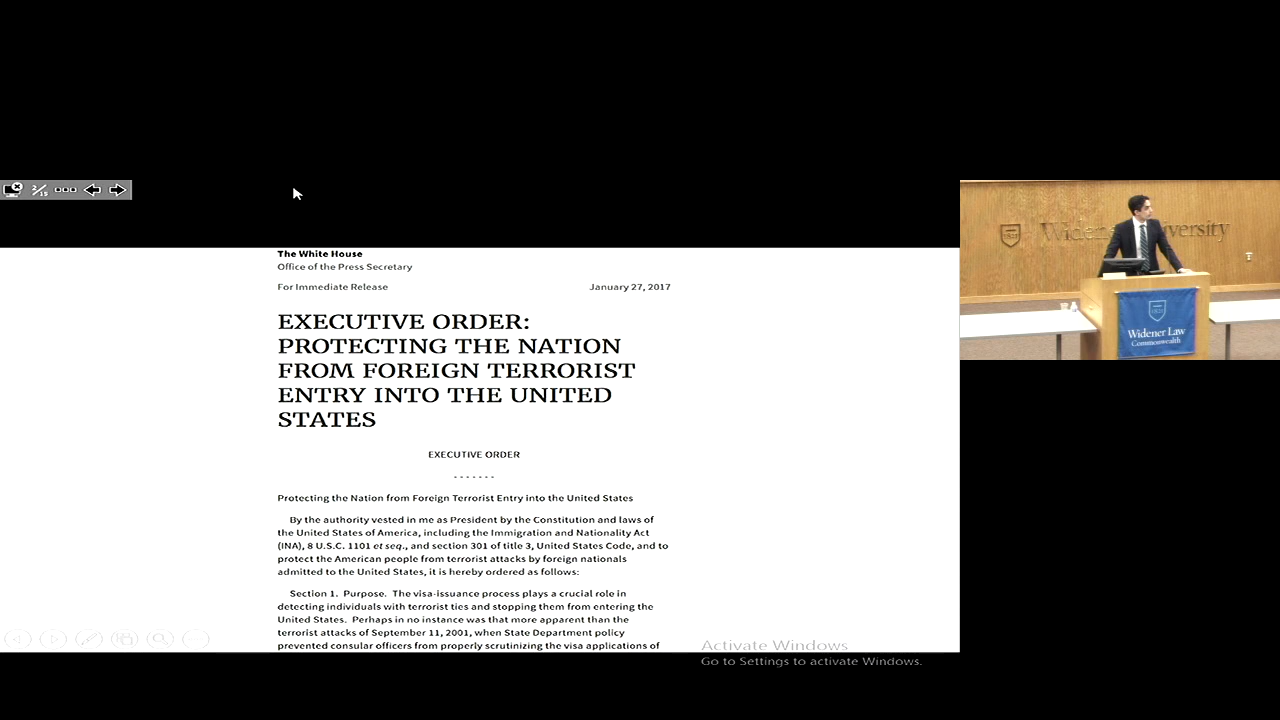 The White House
Office of the Press Secretary
For Immediate Release January 27, 2017
EXECUTIVE ORDER:
PROTECTING THE NATION
FROM FOREIGN TERRORIST
ENTRY INTO THE UNITED
STATES
EXECUTIVE ORDER
- - - - - - -
Protecting the Nation from Foreign Terrorist Entry into the United States
By the authority vested in me as President by the Constitution and laws of
the United States of America, including the Immigration and Nationality Act
(INA), 8 U.S.C. 1101 et seq., and section 301 of title 3, United States Code, and to
protect the American people from terrorist attacks by foreign nationals
admitted to the United States, it is hereby ordered as follows:
Section 1. Purpose. The visa-issuance process plays a crucial role in
detecting individuals with terrorist ties and stopping them from entering the
United States. Perhaps in no instance was that more apparent than the
terrorist attacks of September 11, 2001, when State Department policy
prevented consular officers from properly scrutinizing the visa applications of
Activate Windows
Go to Settings to activate Windows.
2/15
Widener University
Widener Law
Commonwealth